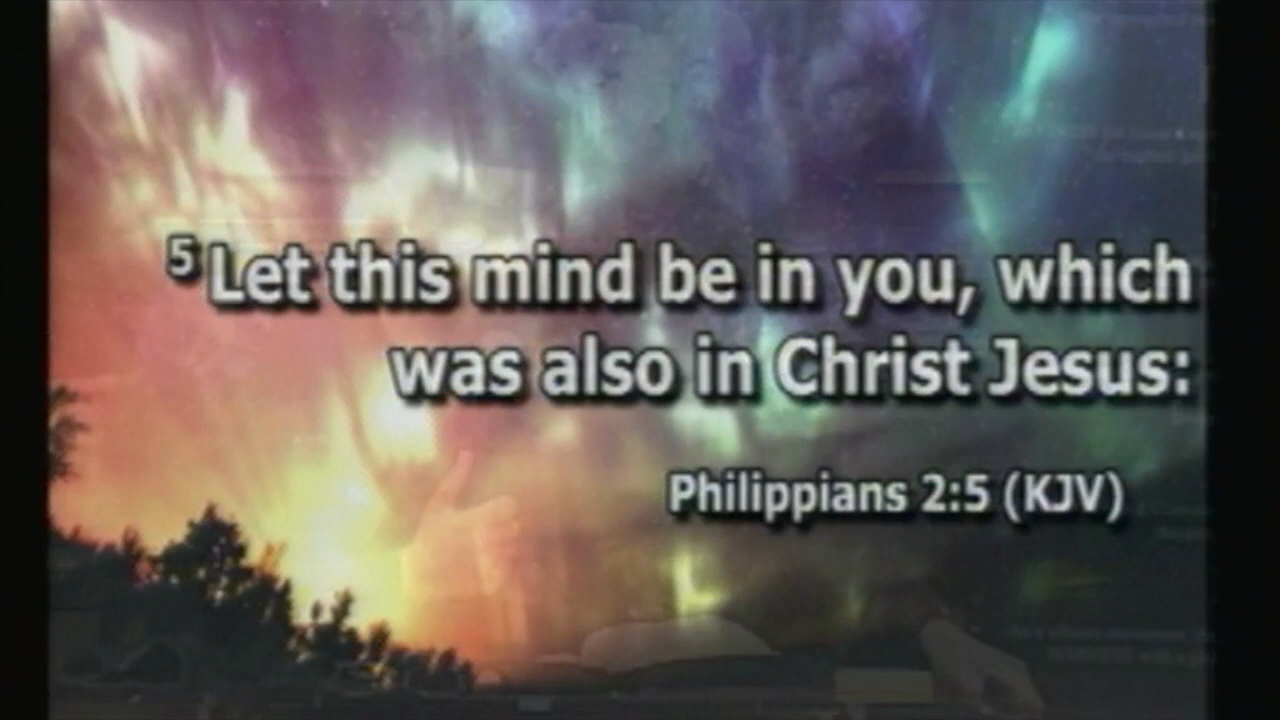 5 Let this mind be in you, which
was also in Christ Jesus:
Philippians 2:5 (KJV)